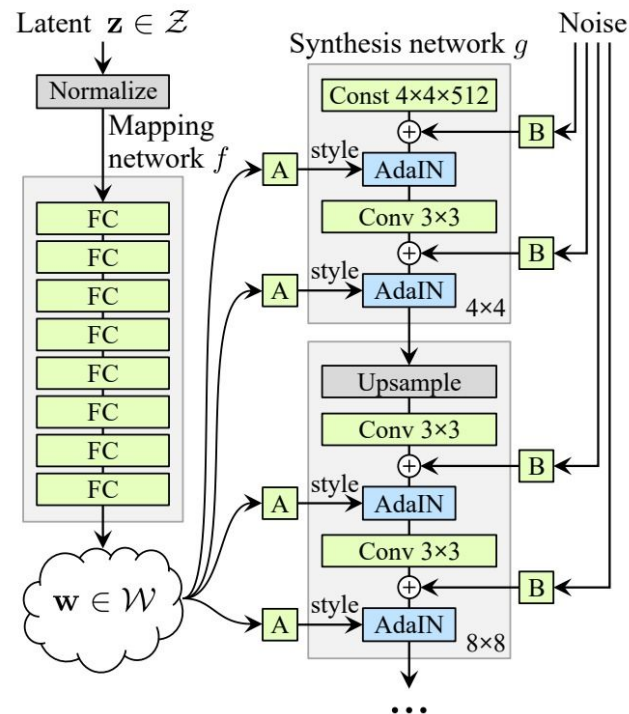 Latent z ∈ Z
Normalize
Mapping
network f
FC
FC
FC
FC
FC
FC
FC
FC
w ∈ W
Synthesis network g
Noise
Const 4×4×512
B
A
style
AdaIN
Conv 3×3
B
A
style
AdaIN
4×4
Upsample
Conv 3×3
B
A
style
AdaIN
Conv 3×3
B
A
style
AdaIN
8×8
...